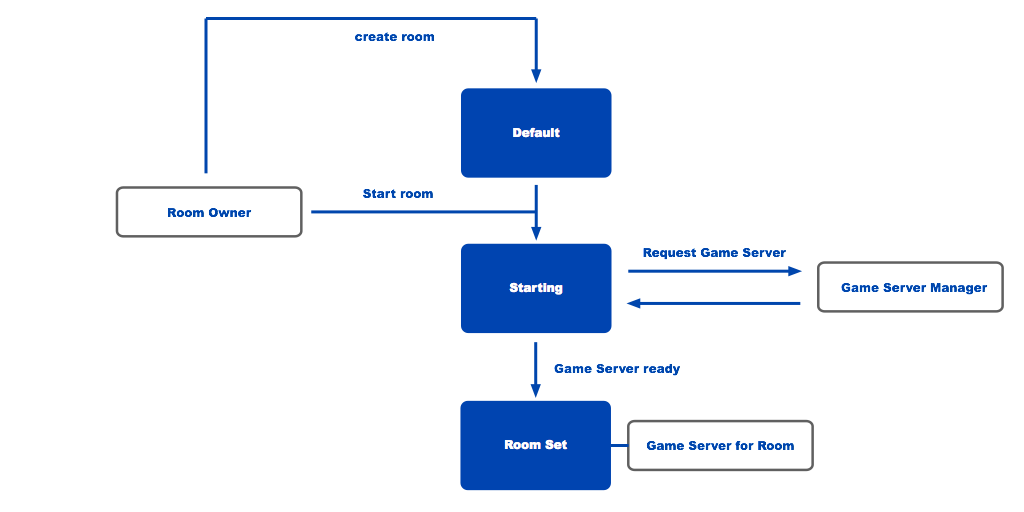 create room
Default
Start room
Room Owner
Request Game Server
Starting
Game Server Manager
Game Server ready
Room Set
Game Server for Room